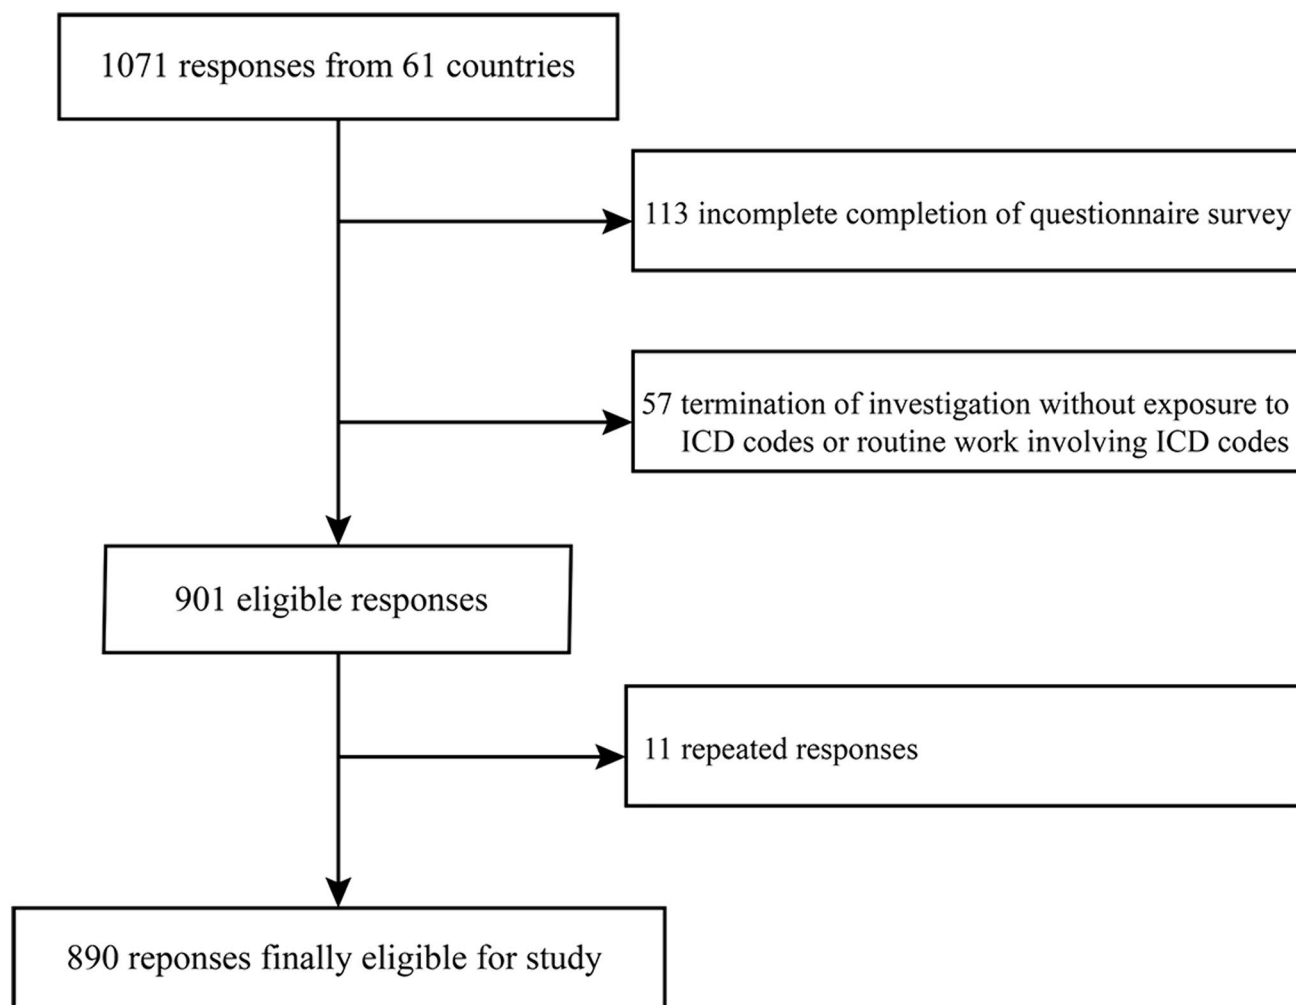 1071 responses from 61 countries
113 incomplete completion of questionnaire survey
57 termination of investigation without exposure to
ICD codes or routine work involving ICD codes
901 eligible responses
11 repeated responses
890 reponses finally eligible for study